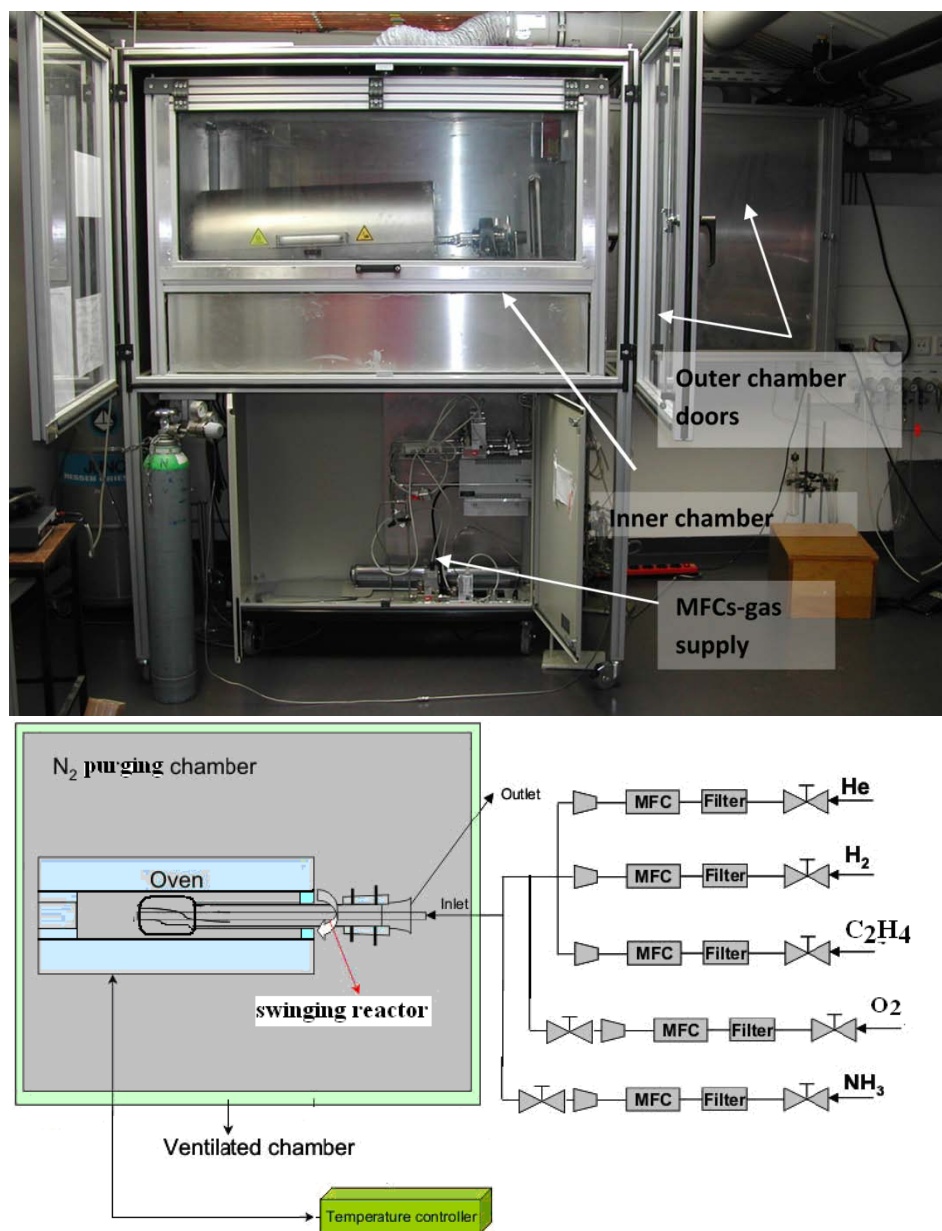 Outer chamber
doors
Inner chamber
MFCs-gas
supply
N
N₂ purging chamber
Outlet
Oven
Inlet
swinging reactor
Ventilated chamber
Temperature controller
MFC Filter He
MFC Filter H₂
MFC Filter C2H4
MFC Filter O2
MFC Filter NH₃